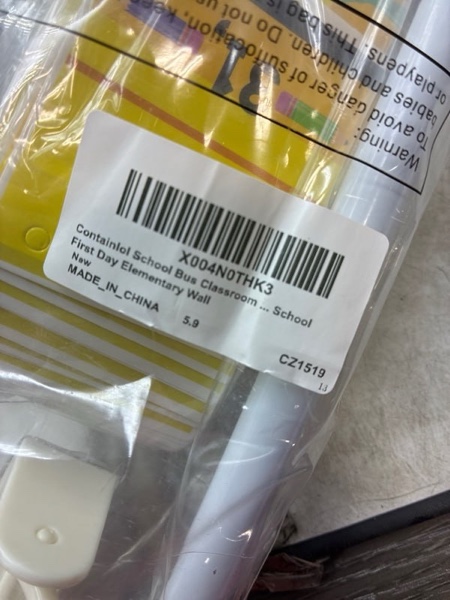 Warning:
To avoid danger of suffocation, keep
babies and children. Do not u
or playpens. This bag is
18
X004N0THK3
Containlol School Bus Classroom ... School
First Day Elementary Wall
New
MADE_IN_CHINA
5.9
CZ1519